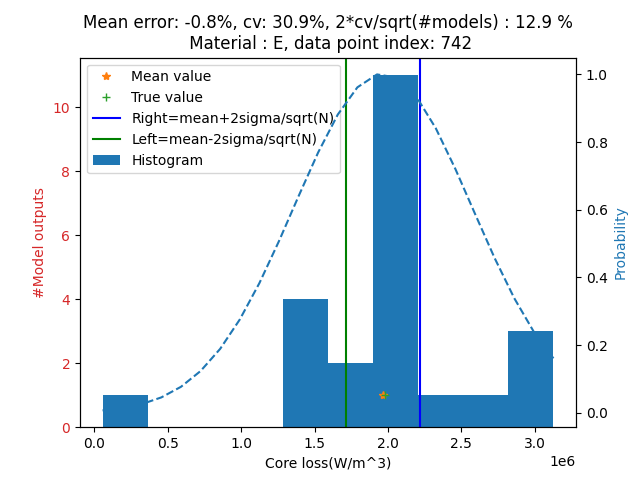 Mean error: -0.8%, cv: 30.9%, 2*cv/sqrt(#models) : 12.9 %
Material : E, data point index: 742
Mean value
True value
Right=mean+2sigma/sqrt(N)
Left=mean-2sigma/sqrt(N)
Histogram
#Model outputs
0
2
4
6
8
10
Probability
0.0
0.2
0.4
0.6
0.8
1.0
0.0 0.5 1.0 1.5 2.0 2.5 3.0
1e6
Core loss(W/m^3)